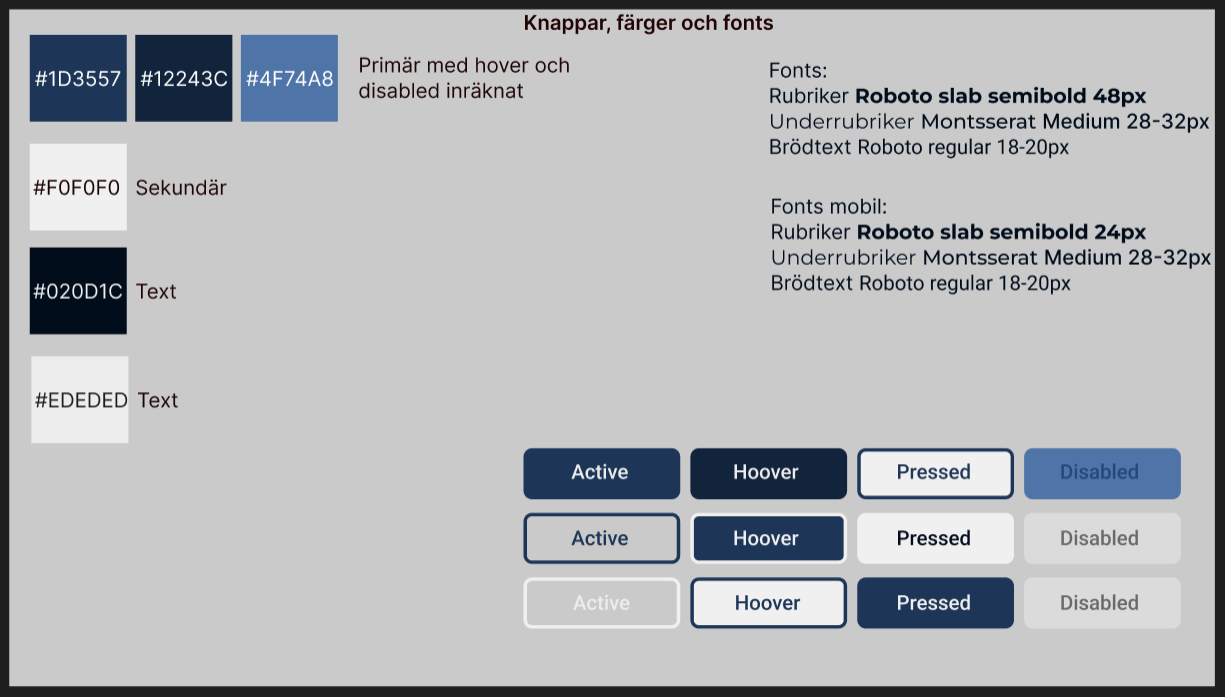 Knappar, färger och fonts
#1D3557 #12243C #4F74A8
Primär med hover och
disabled inräknat
#F0F0F0 Sekundär
#020D1C Text
#EDEDED Text
Fonts:
Rubriker Roboto slab semibold 48px
Underrubriker Montsserat Medium 28-32px
Brödtext Roboto regular 18-20px
Fonts mobil:
Rubriker Roboto slab semibold 24px
Underrubriker Montsserat Medium 28-32px
Brödtext Roboto regular 18-20px
Active Hoover Pressed Disabled
Active Hoover Pressed Disabled
Active Hoover Pressed Disabled